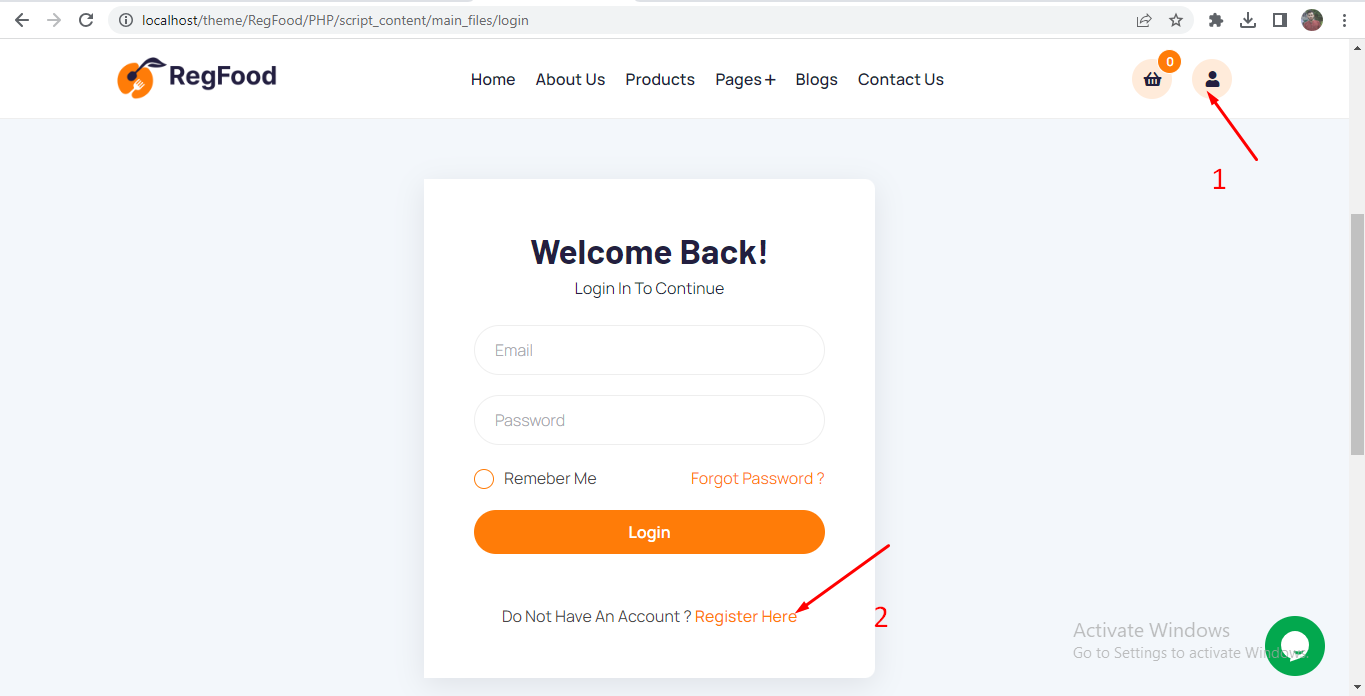 localhost/theme/RegFood/PHP/script_content/main_files/login
RegFood
Home About Us Products Pages+ Blogs Contact Us
0
1
Welcome Back!
Login In To Continue
Email
Password
Remeber Me Forgot Password ?
Login
Do Not Have An Account ? Register Here
2
Activate Windows
Go to Settings to activate Windows.